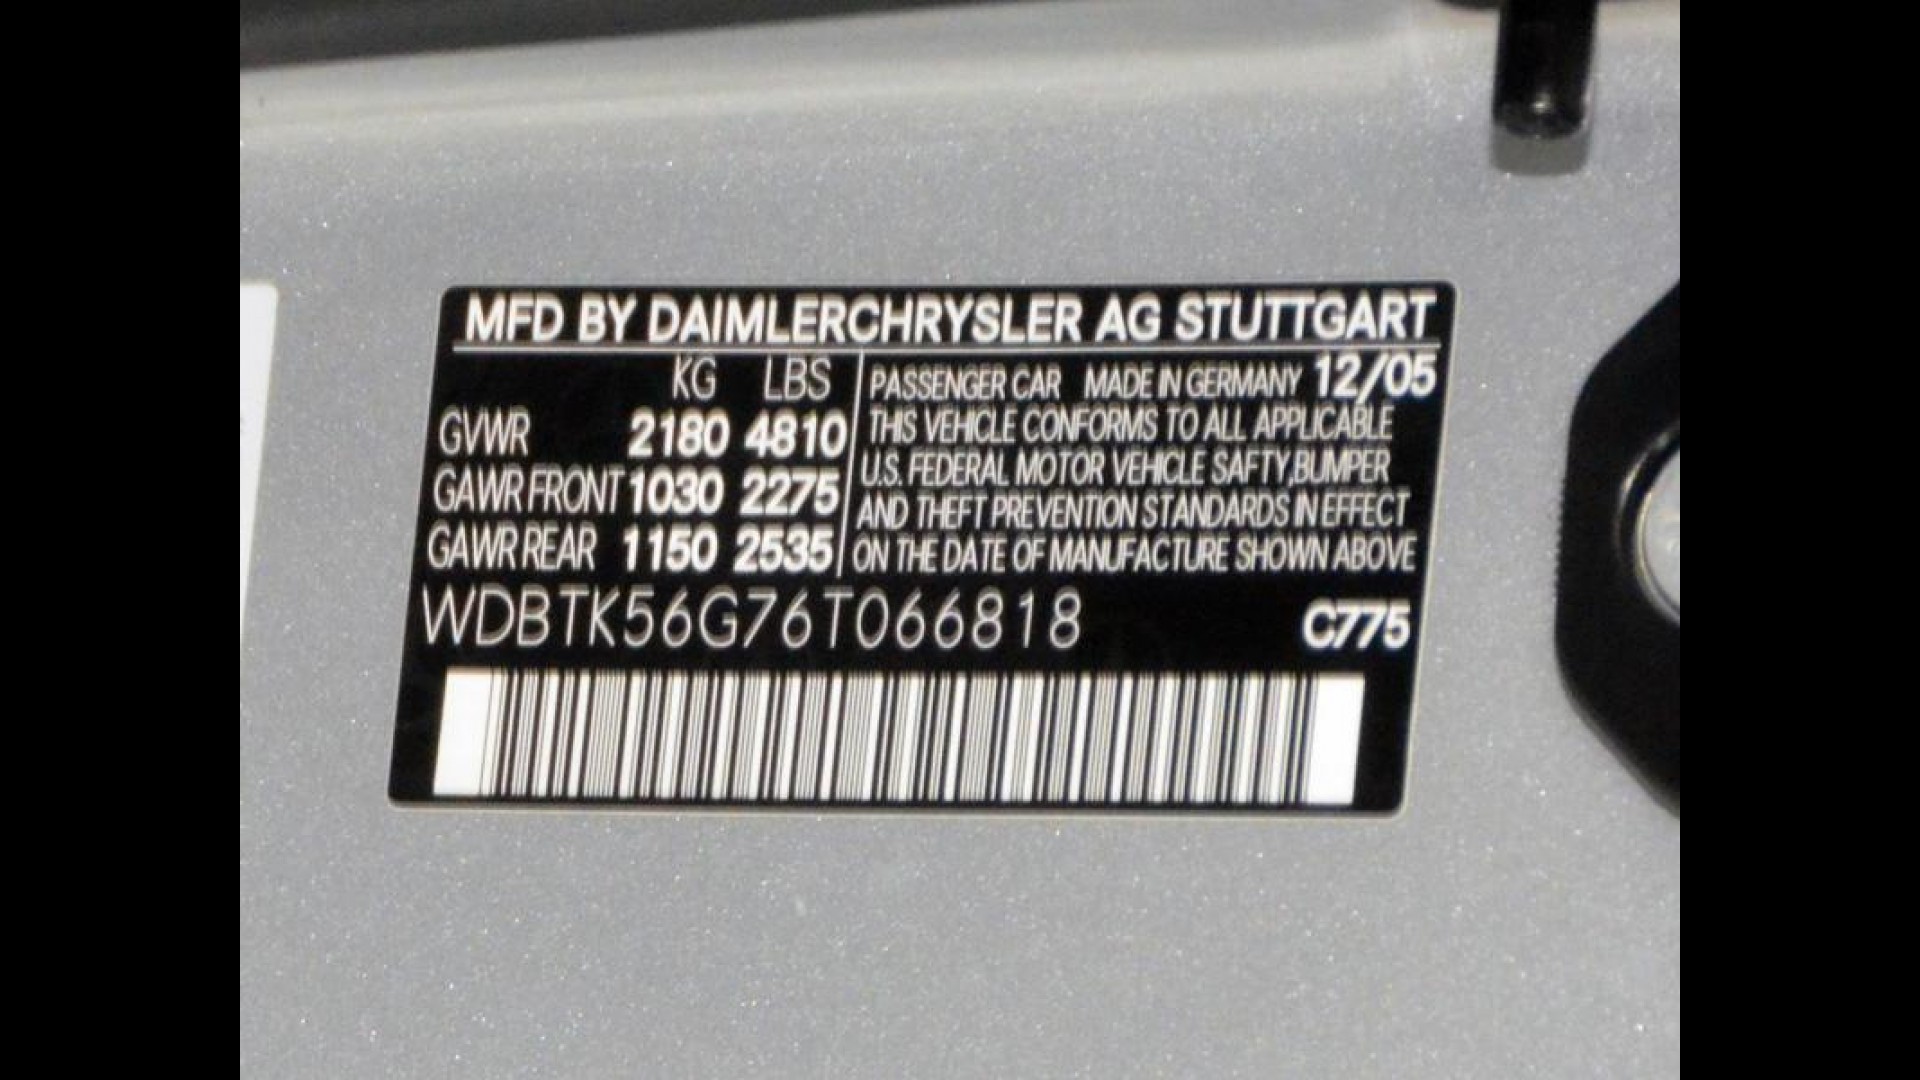 MFD BY DAIMLERCHRYSLER AG STUTTGART
KG LBS
GVWR 2180 4810
GAWR FRONT 1030 2275
GAWR REAR 1150 2535
PASSENGER CAR MADE IN GERMANY 12/05
THIS VEHICLE CONFORMS TO ALL APPLICABLE
U.S. FEDERAL MOTOR VEHICLE SAFTY,BUMPER
AND THEFT PREVENTION STANDARDS IN EFFECT
ON THE DATE OF MANUFACTURE SHOWN ABOVE
WDBTK56G76T066818 C775